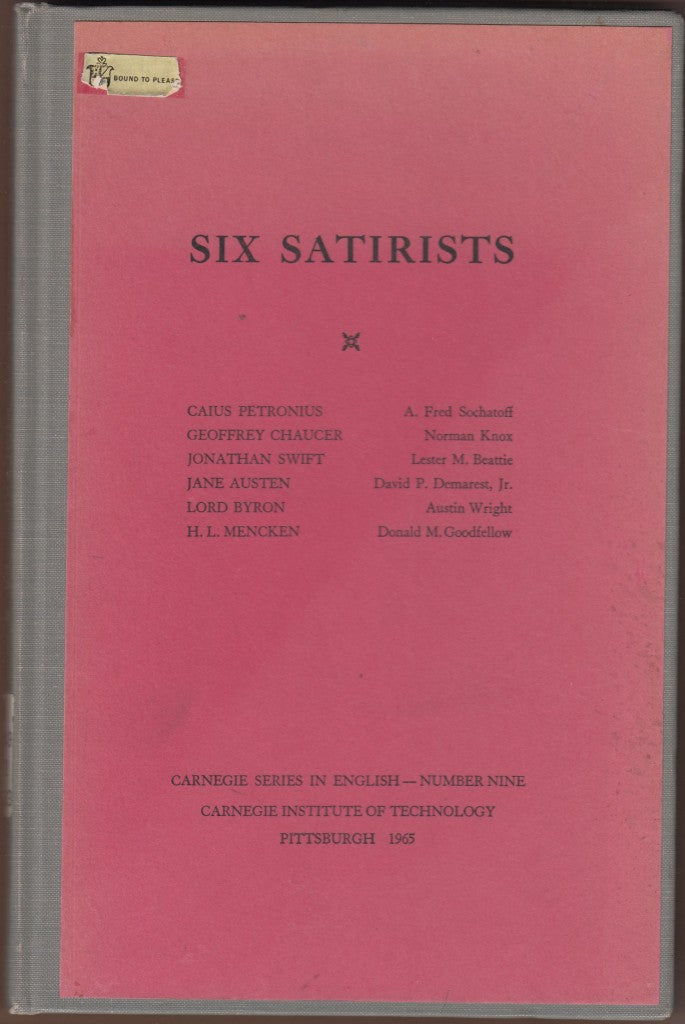 BOUND TO PLEAS
SIX SATIRISTS
CAIUS PETRONIUS A. Fred Sochatoff
GEOFFREY CHAUCER Norman Knox
JONATHAN SWIFT Lester M. Beattie
JANE AUSTEN David P. Demarest, Jr.
LORD BYRON Austin Wright
H. L. MENCKEN Donald M. Goodfellow
CARNEGIE SERIES IN ENGLISH — NUMBER NINE
CARNEGIE INSTITUTE OF TECHNOLOGY
PITTSBURGH 1965